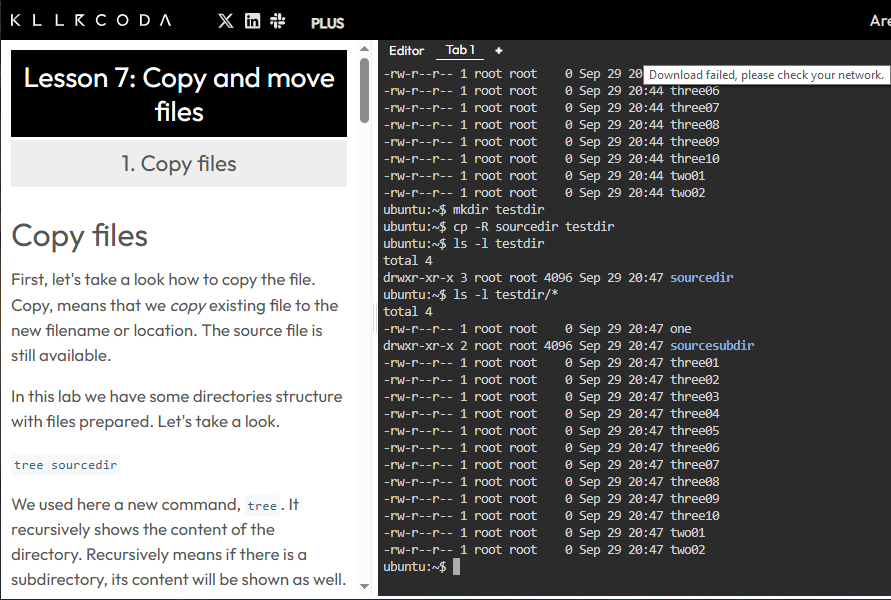 KLLRCODA
PLUS
Are
Lesson 7: Copy and move
files
1. Copy files
Copy files
First, let's take a look how to copy the file.
Copy, means that we copy existing file to the
new filename or location. The source file is
still available.
In this lab we have some directories structure
with files prepared. Let's take a look.
tree sourcedir
We used here a new command, tree . It
recursively shows the content of the
directory. Recursively means if there is a
subdirectory, its content will be shown as well.
Editor Tab 1 +
-rw-r--r-- 1 root root    0 Sep 29 20
Download failed, please check your network.
-rw-r--r-- 1 root root    0 Sep 29 20:44 three06
-rw-r--r-- 1 root root    0 Sep 29 20:44 three07
-rw-r--r-- 1 root root    0 Sep 29 20:44 three08
-rw-r--r-- 1 root root    0 Sep 29 20:44 three09
-rw-r--r-- 1 root root    0 Sep 29 20:44 three10
-rw-r--r-- 1 root root    0 Sep 29 20:44 two01
-rw-r--r-- 1 root root    0 Sep 29 20:44 two02
ubuntu:~$ mkdir testdir
ubuntu:~$ cp -R sourcedir testdir
ubuntu:~$ ls -l testdir
total 4
drwxr-xr-x 3 root root 4096 Sep 29 20:47 sourcedir
ubuntu:~$ ls -l testdir/*
total 4
-rw-r--r-- 1 root root    0 Sep 29 20:47 one
drwxr-xr-x 2 root root 4096 Sep 29 20:47 sourcesubdir
-rw-r--r-- 1 root root    0 Sep 29 20:47 three01
-rw-r--r-- 1 root root    0 Sep 29 20:47 three02
-rw-r--r-- 1 root root    0 Sep 29 20:47 three03
-rw-r--r-- 1 root root    0 Sep 29 20:47 three04
-rw-r--r-- 1 root root    0 Sep 29 20:47 three05
-rw-r--r-- 1 root root    0 Sep 29 20:47 three06
-rw-r--r-- 1 root root    0 Sep 29 20:47 three07
-rw-r--r-- 1 root root    0 Sep 29 20:47 three08
-rw-r--r-- 1 root root    0 Sep 29 20:47 three09
-rw-r--r-- 1 root root    0 Sep 29 20:47 three10
-rw-r--r-- 1 root root    0 Sep 29 20:47 two01
-rw-r--r-- 1 root root    0 Sep 29 20:47 two02
ubuntu:~$